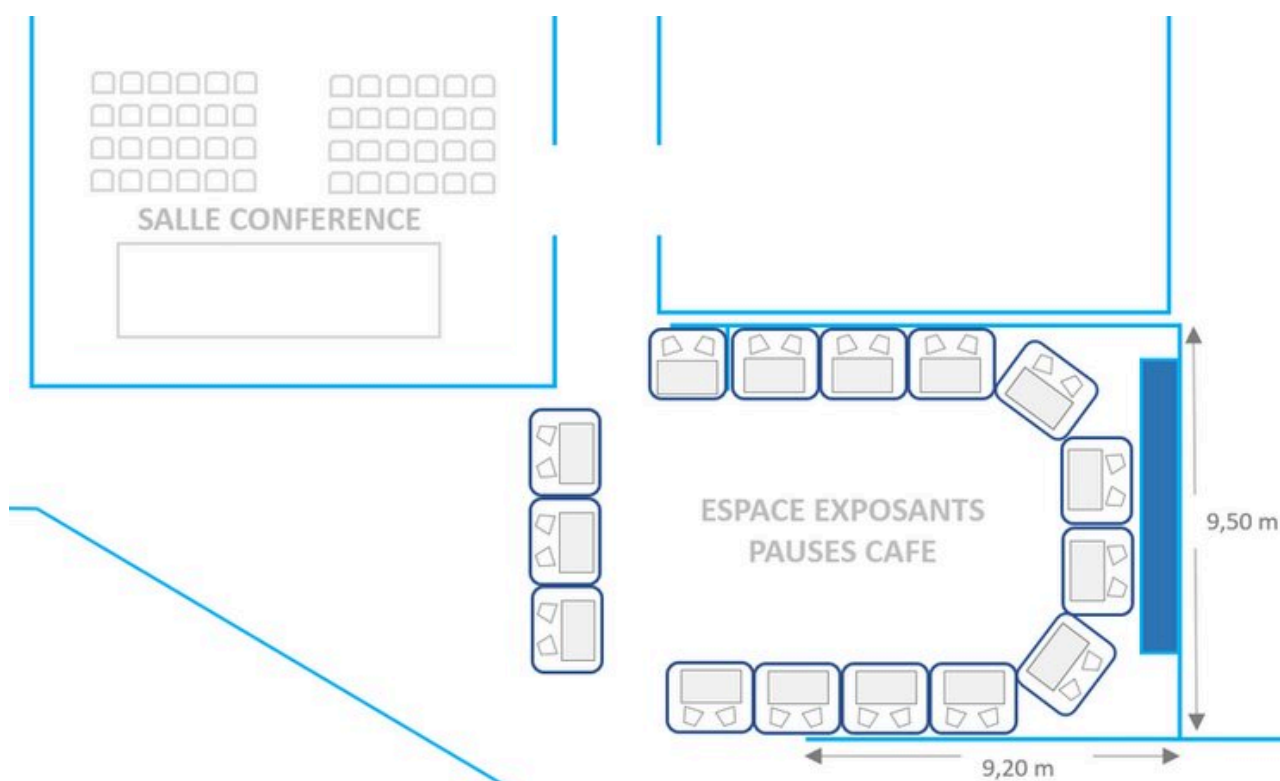 SALLE CONFERENCE
ESPACE EXPOSANTS
PAUSES CAFE
9,50 m
9,20 m